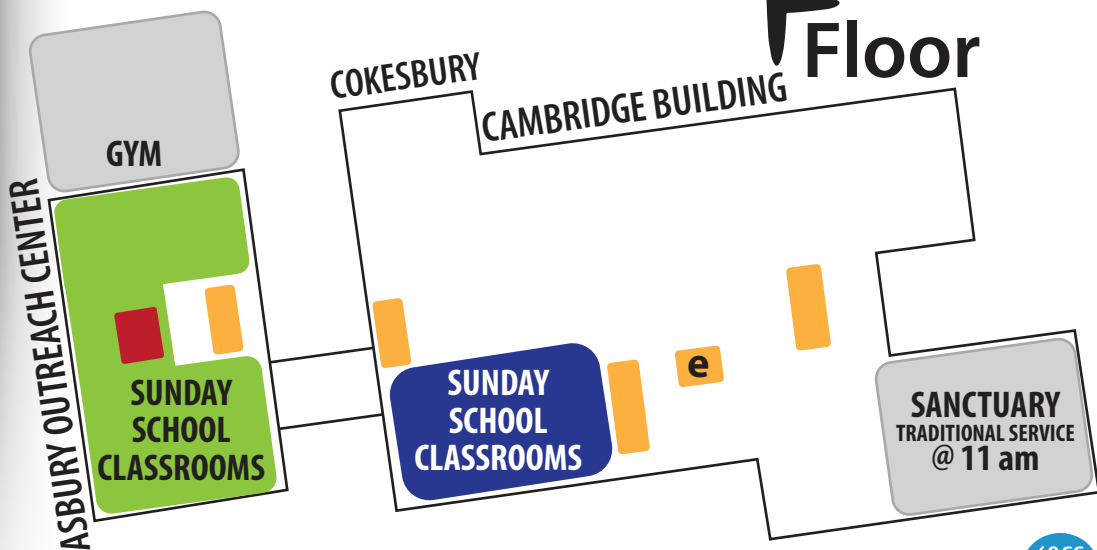 Floor
COKESBURY
CAMBRIDGE BUILDING
GYM
ASBURY OUTREACH CENTER
SUNDAY
SCHOOL
CLASSROOMS
SUNDAY
SCHOOL
CLASSROOMS
e
SANCTUARY
TRADITIONAL SERVICE
@ 11 am